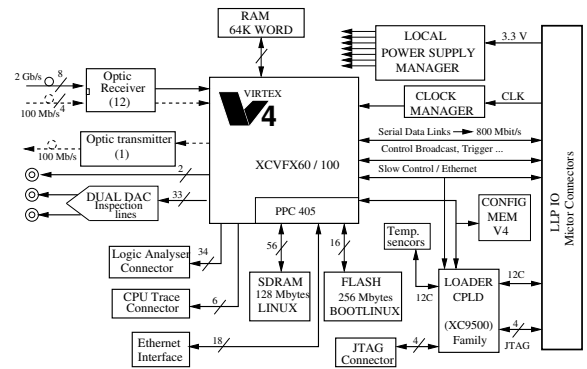 RAM
64K WORD
LOCAL
POWER SUPPLY
MANAGER
3.3 V
2 Gb/s
8
Optic
Receiver
(12)
100 Mb/s
4
VIRTEX
V4
CLOCK
MANAGER
CLK
Optic transmitter
(1)
100 Mb/s
XCVFX60 / 100
Serial Data Links
800 Mbit/s
Control Broadcast, Trigger ...
Slow Control / Ethernet
2
DUAL DAC
Inspection
lines
33
PPC 405
CONFIG
MEM
V4
LLP IO
Mictor Connectors
Logic Analyser
Connector
34
56
16
Temp.
sencors
SDRAM
128 Mbytes
LINUX
FLASH
256 Mbytes
BOOTLINUX
12C
LOADER
CPLD
(XC9500)
Family
12C
CPU Trace
Connector
6
Ethernet
Interface
18
JTAG
Connector
4
4
JTAG